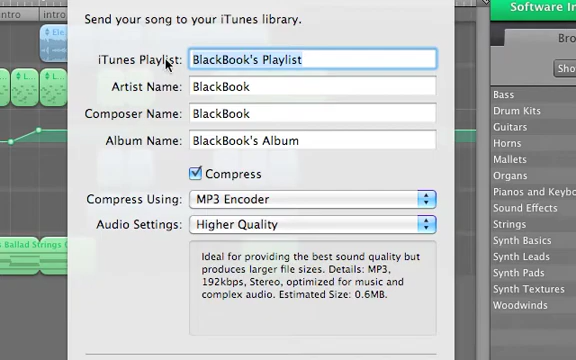 Send your song to your iTunes library.
Software In
intro
intro
Bro
iTunes Playlist: BlackBook's Playlist
Sho
Artist Name: BlackBook
Bass
Drum Kits
Composer Name: BlackBook
Guitars
Album Name: BlackBook's Album
Horns
Mallets
Compress
Organs
Compress Using: MP3 Encoder
Pianos and Keybo
Sound Effects
Audio Settings: Higher Quality
Strings
Synth Basics
Ballad Strings
Ideal for providing the best sound quality but
produces larger file sizes. Details: MP3,
192kbps, Stereo, optimized for music and
complex audio. Estimated Size: 0.6MB.
Synth Leads
Synth Pads
Synth Textures
Woodwinds